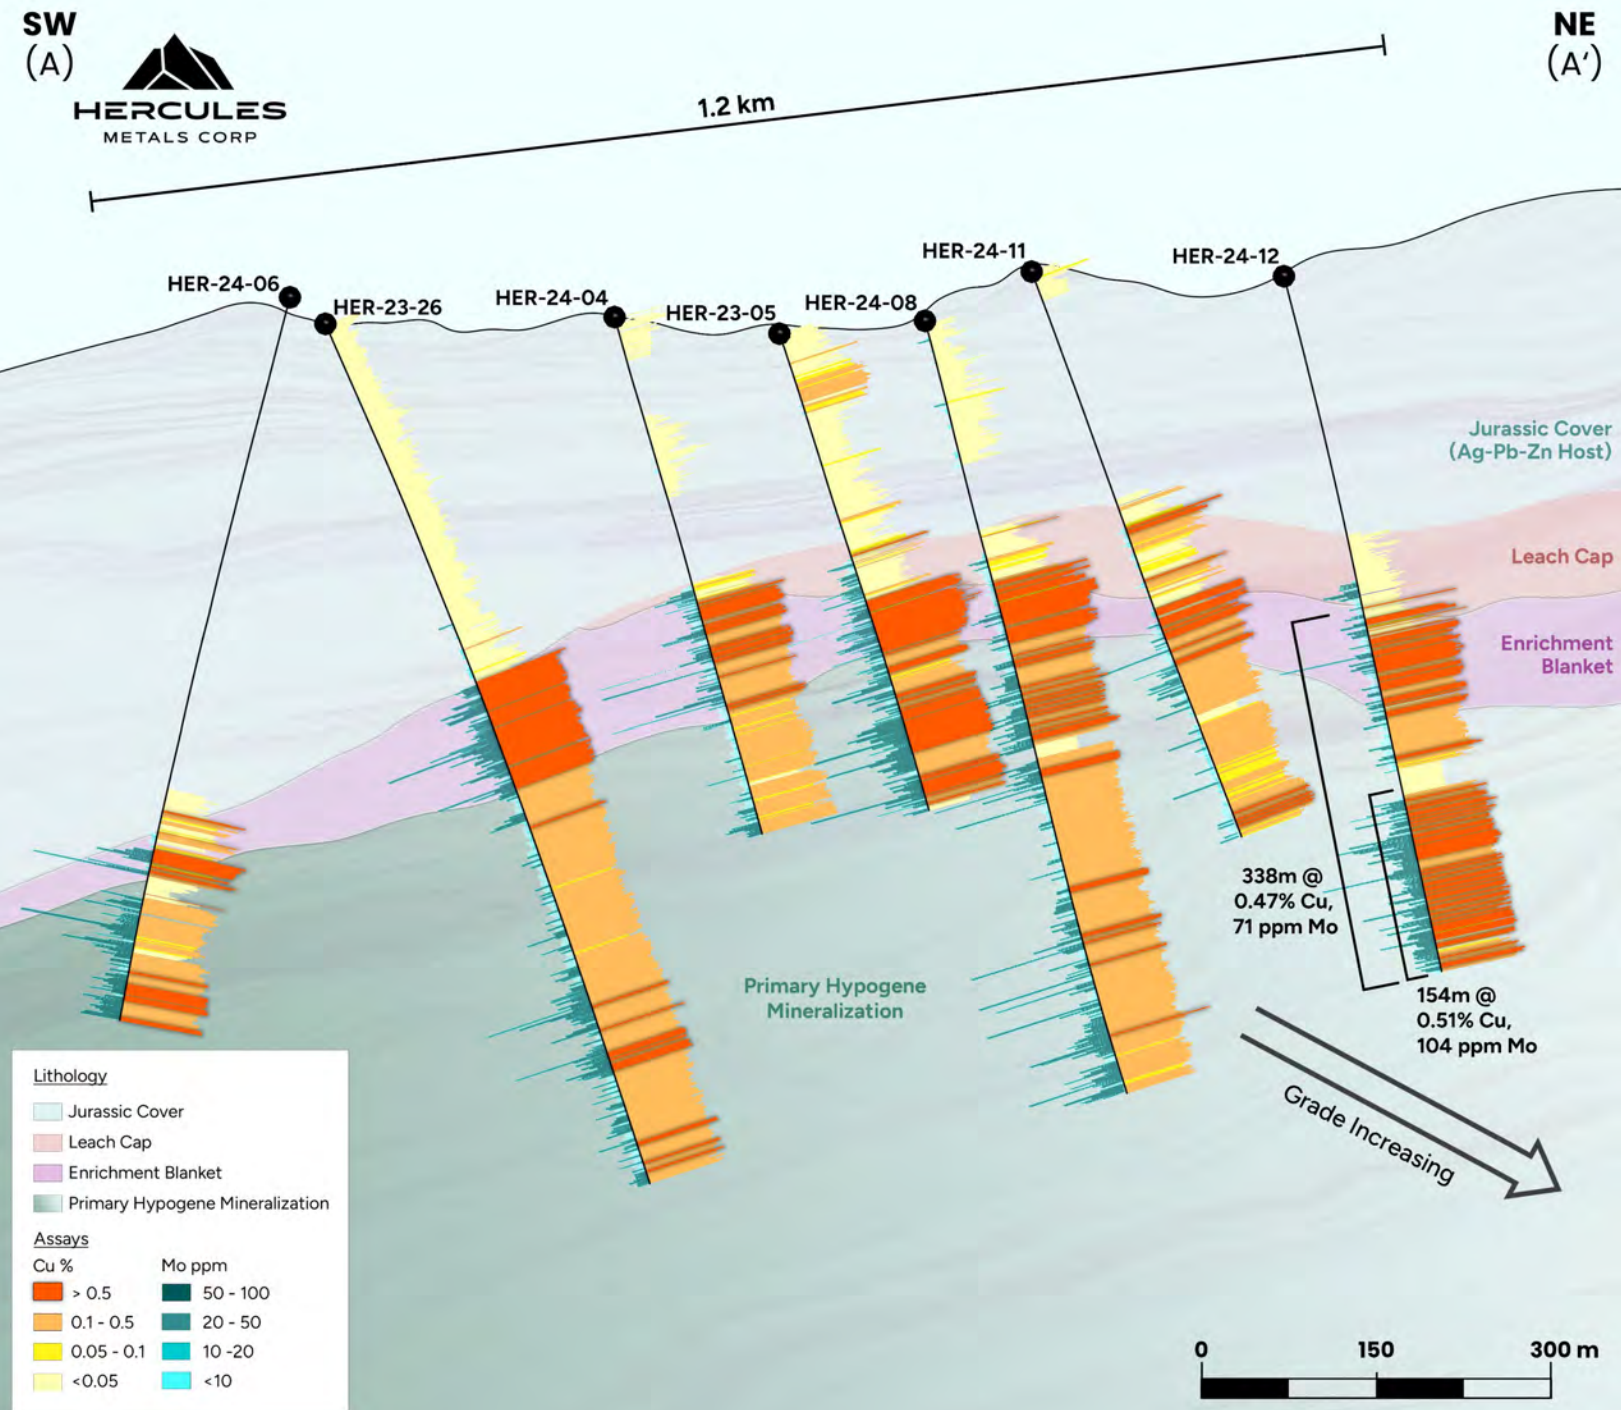 SW
(A)
HERCULES
METALS CORP
1.2 km
NE
(A')
HER-24-06
HER-23-26
HER-24-04
HER-23-05
HER-24-08
HER-24-11
HER-24-12
Jurassic Cover
(Ag-Pb-Zn Host)
Leach Cap
Enrichment
Blanket
338m @
0.47% Cu,
71 ppm Mo
Primary Hypogene
Mineralization
154m @
0.51% Cu,
104 ppm Mo
Grade Increasing
Lithology
Jurassic Cover
Leach Cap
Enrichment Blanket
Primary Hypogene Mineralization
Assays
Cu % Mo ppm
> 0.5 50 - 100
0.1 - 0.5 20 - 50
0.05 - 0.1 10 -20
<0.05 <10
0 150 300 m